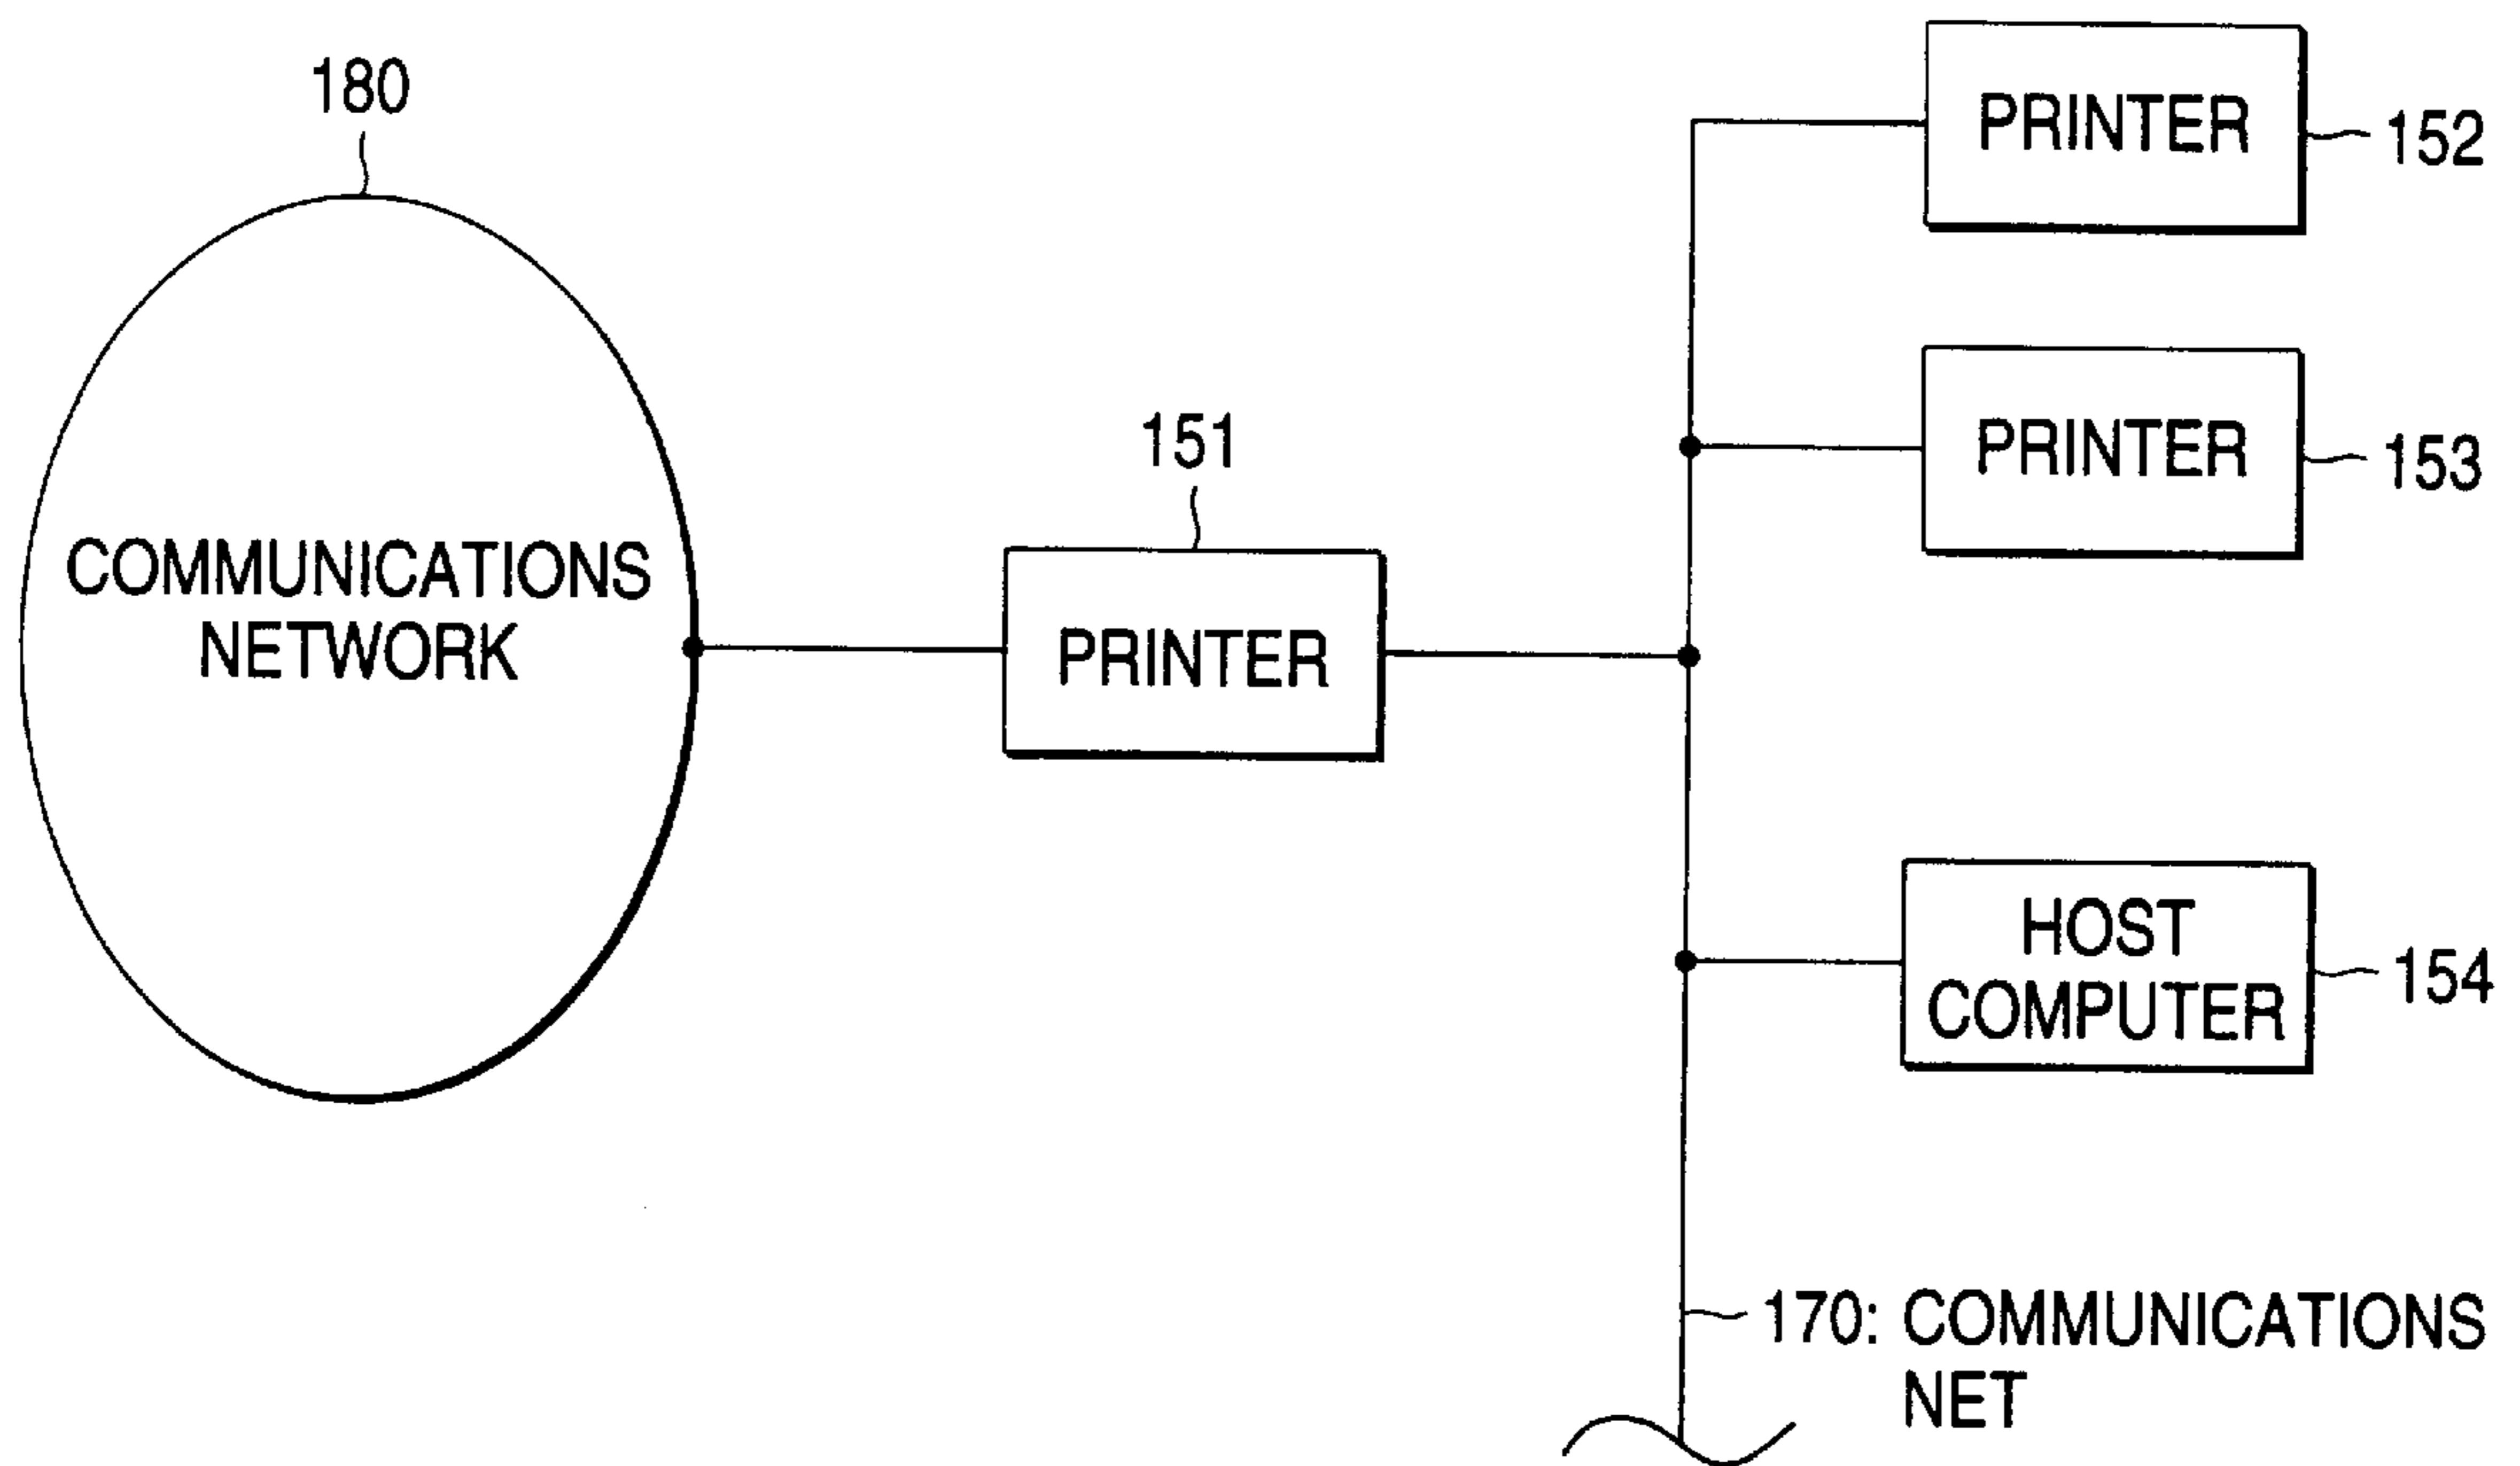 180
COMMUNICATIONS
NETWORK
151
PRINTER
PRINTER
152
PRINTER
153
HOST
COMPUTER
154
170: COMMUNICATIONS
NET